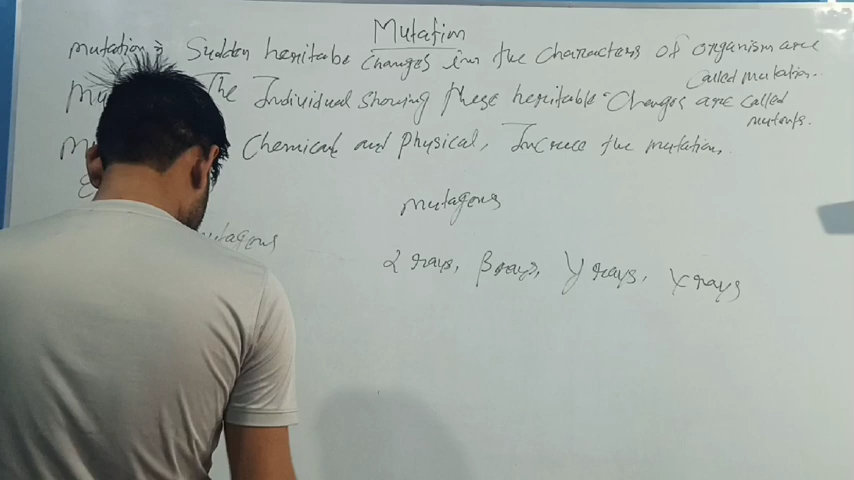 Mutation
mutation → Sudden heritable changes in the characters of organism are
called mutation.
The Individual showing these heritable changes are called
mutants.
Chemical and Physical, Increase the mutation.
mutagens
mutagens
α rays, β rays, γ rays, X rays